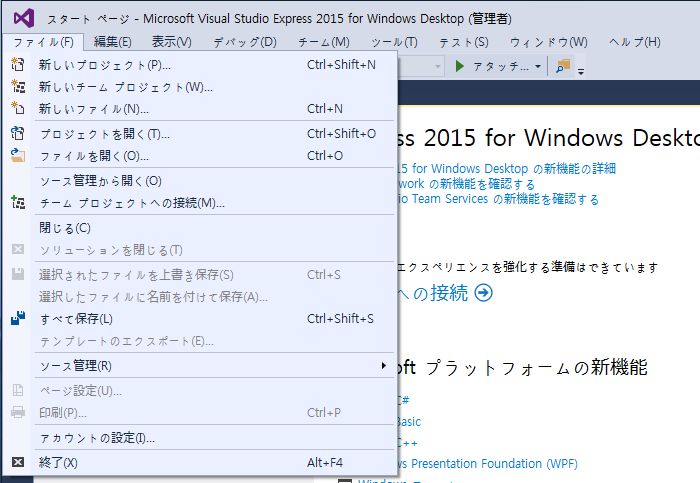 スタート ページ - Microsoft Visual Studio Express 2015 for Windows Desktop (管理者)
ファイル(F) 編集(E) 表示(V) デバッグ(D) チーム(M) ツール(T) テスト(S) ウィンドウ(W) ヘルプ(H)
アタッチ...
新しいプロジェクト(P)... Ctrl+Shift+N
新しいチーム プロジェクト(W)...
新しいファイル(N)... Ctrl+N
プロジェクトを開く(T)... Ctrl+Shift+O
ファイルを開く(O)... Ctrl+O
ソース管理から開く(O)
チーム プロジェクトへの接続(M)...
閉じる(C)
ソリューションを閉じる(T)
選択されたファイルを上書き保存(S) Ctrl+S
選択したファイルに名前を付けて保存(A)...
すべて保存(L) Ctrl+Shift+S
テンプレートのエクスポート(E)...
ソース管理(R)
ページ設定(U)...
印刷(P)... Ctrl+P
アカウントの設定(I)...
終了(X) Alt+F4
ss 2015 for Windows Deskto
15 for Windows Desktop の新機能の詳細
work の新機能を確認する
io Team Services の新機能を確認する
エクスペリエンスを強化する準備はできています
への接続
oft プラットフォームの新機能
C#
Basic
C++
ws Presentation Foundation (WPF)